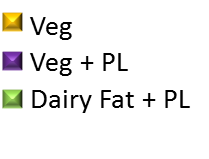 Veg
Veg + PL
Dairy Fat + PL